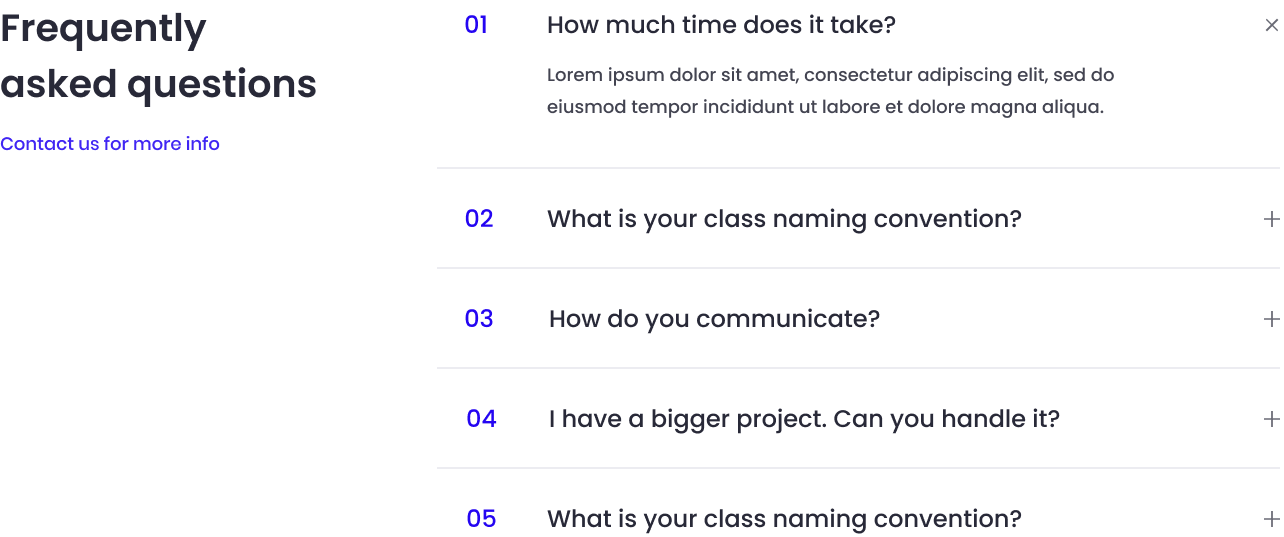 Frequently
asked questions
Contact us for more info
01 How much time does it take?
Lorem ipsum dolor sit amet, consectetur adipiscing elit, sed do
eiusmod tempor incididunt ut labore et dolore magna aliqua.
02 What is your class naming convention?
03 How do you communicate?
04 I have a bigger project. Can you handle it?
05 What is your class naming convention?